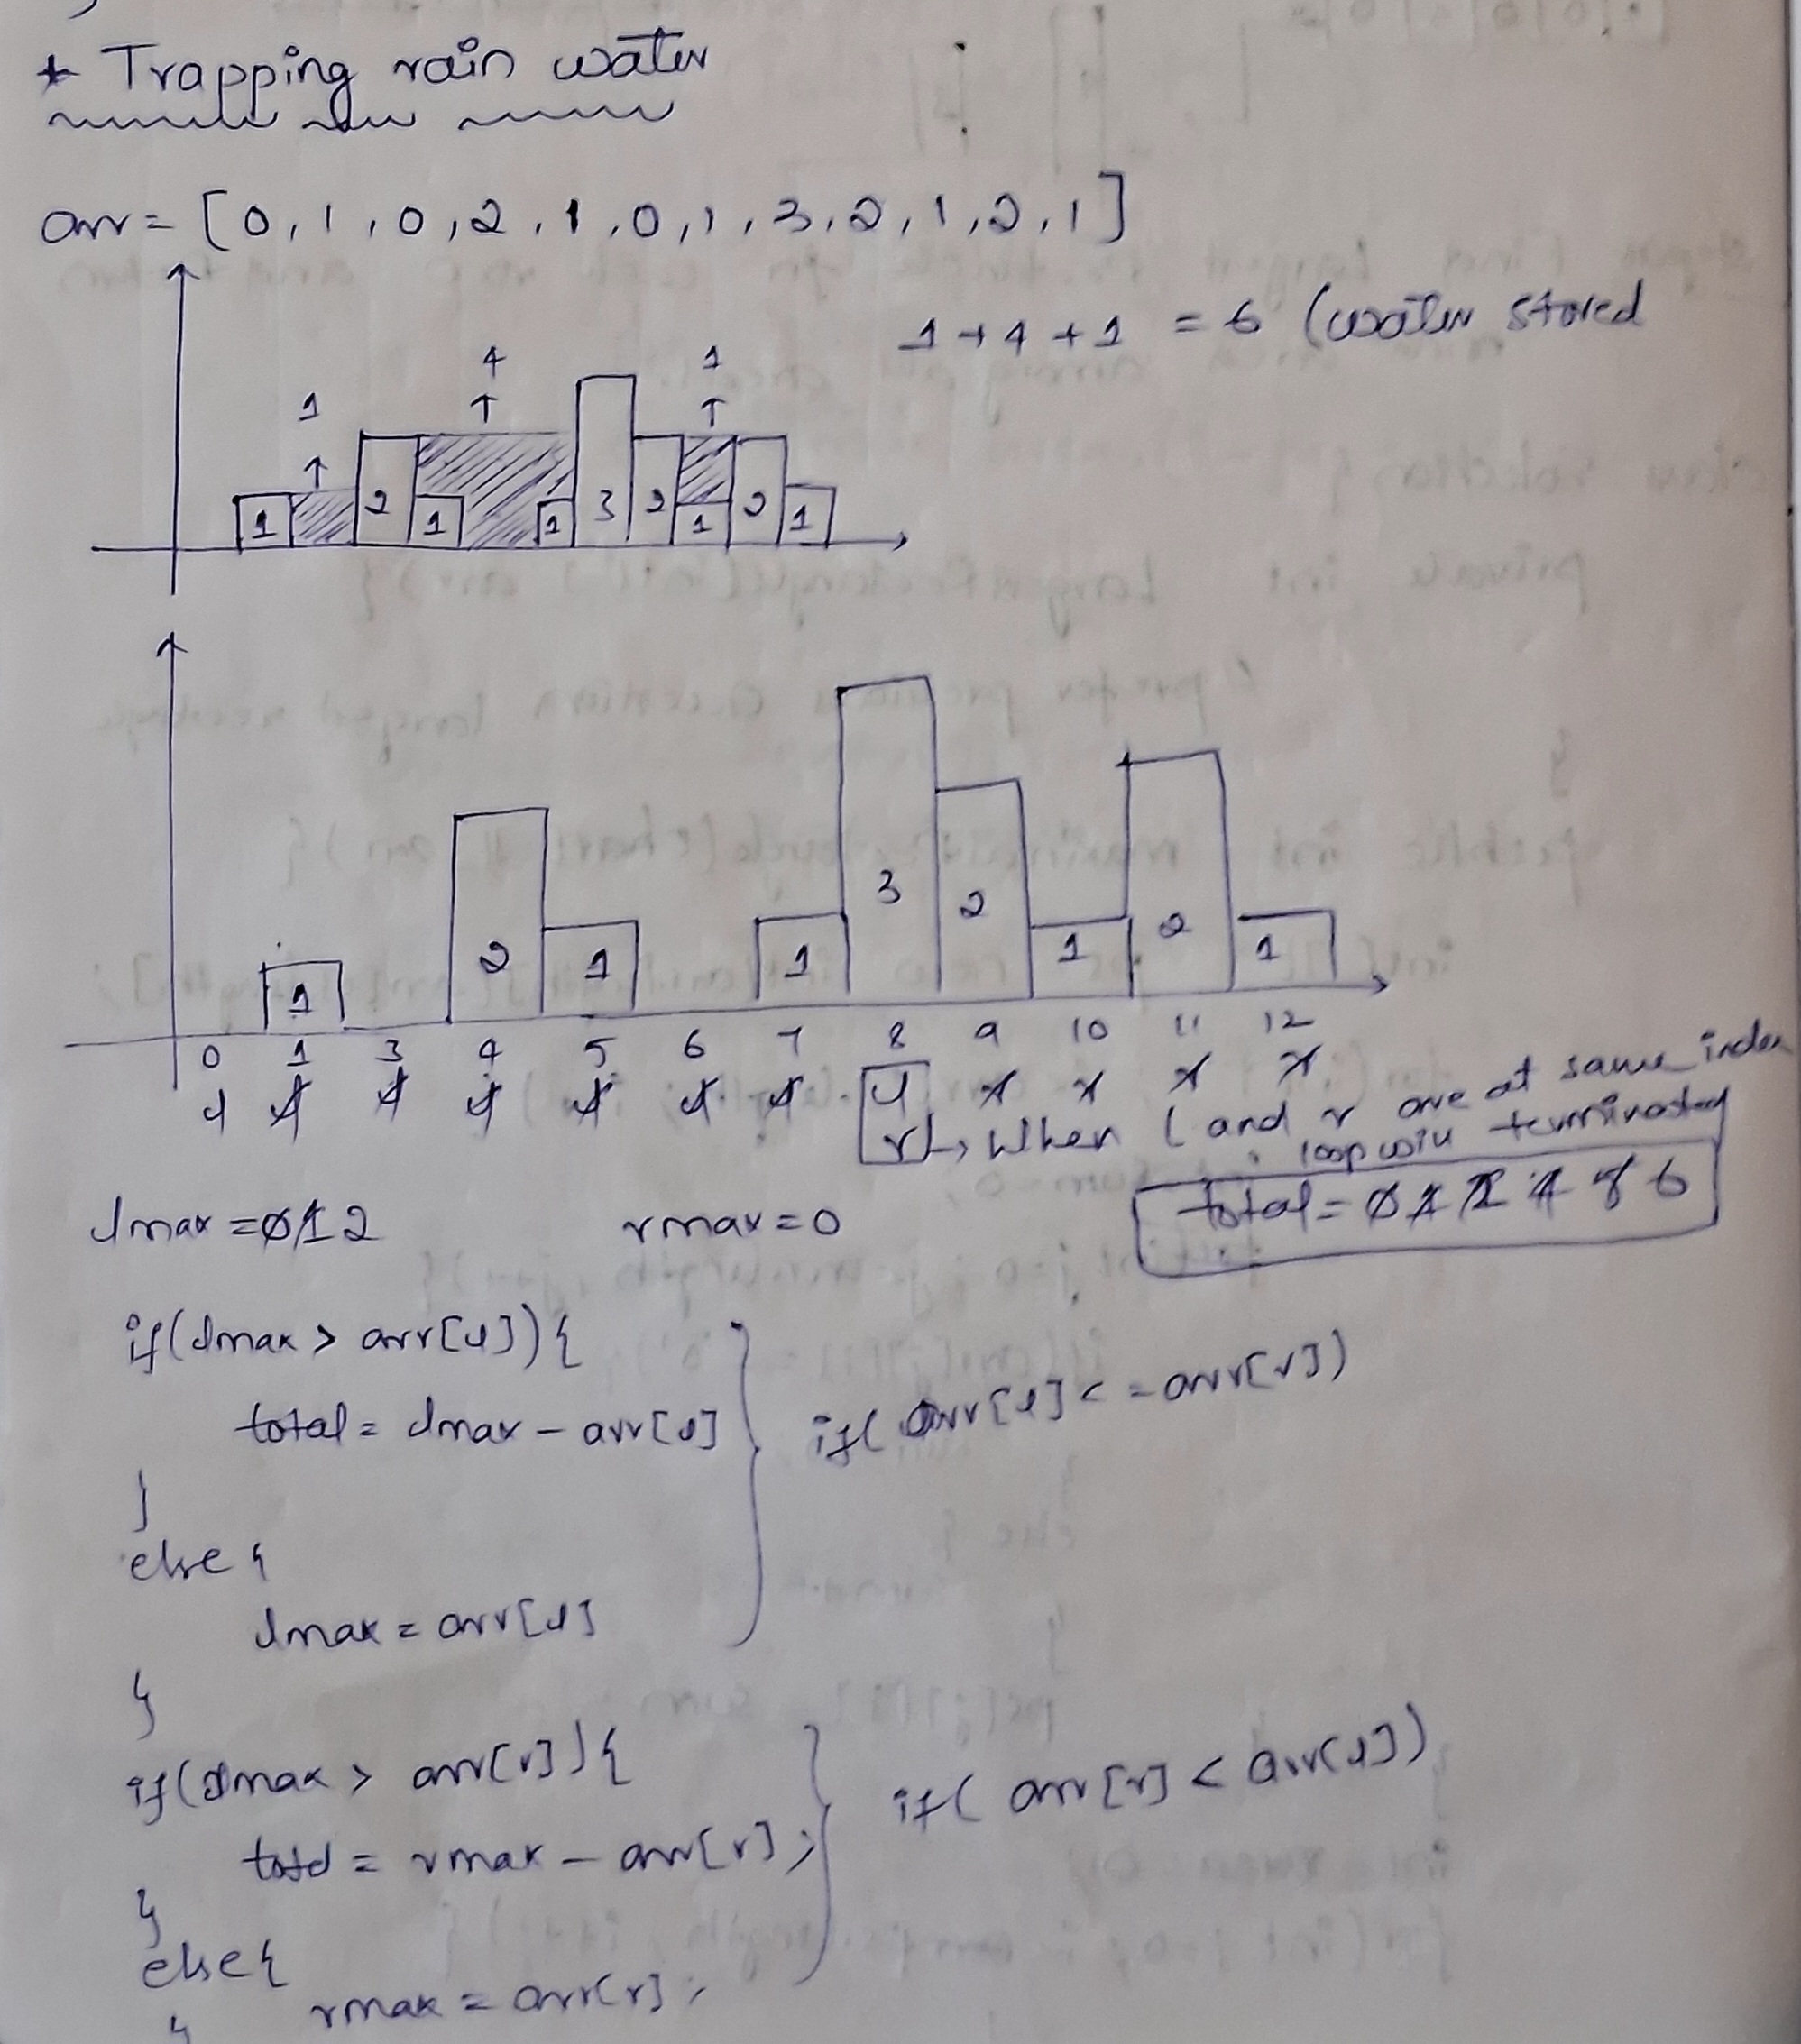 * Trapping rain water
arr = [0,1,0,2,1,0,1,3,2,1,2,1]
1+4+1 = 6 (water stored
1 4 1
1 2 1 1 3 2 1 2 1
1 2 1 1 3 2 1 2 1
0 1 3 4 5 6 7 8 9 10 11 12
l l l l l l l l r r r r
r → When l and r are at same index
loop will terminated
lmax = 0 1 2 rmax = 0 total = 0 1 2 4 5 6
if(lmax > arr[l]){
total = lmax - arr[l]
}
else{
lmax = arr[l]
}
if(arr[l] <= arr[r])
if(rmax > arr[r]){
total = rmax - arr[r];
}
else{
rmax = arr[r];
}
if(arr[r] < arr[l])